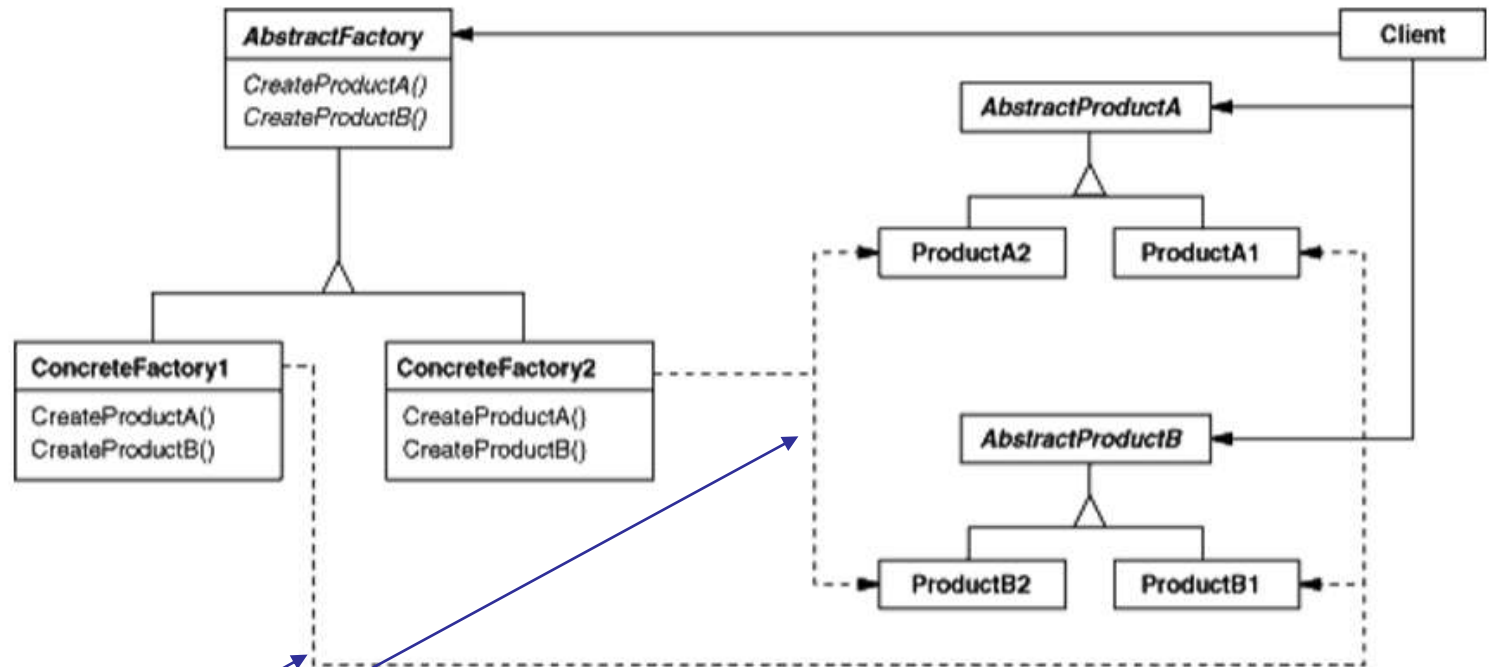 AbstractFactory
CreateProductA()
CreateProductB()
Client
AbstractProductA
ProductA2
ProductA1
ConcreteFactory1
CreateProductA()
CreateProductB()
ConcreteFactory2
CreateProductA()
CreateProductB()
AbstractProductB
ProductB2
ProductB1